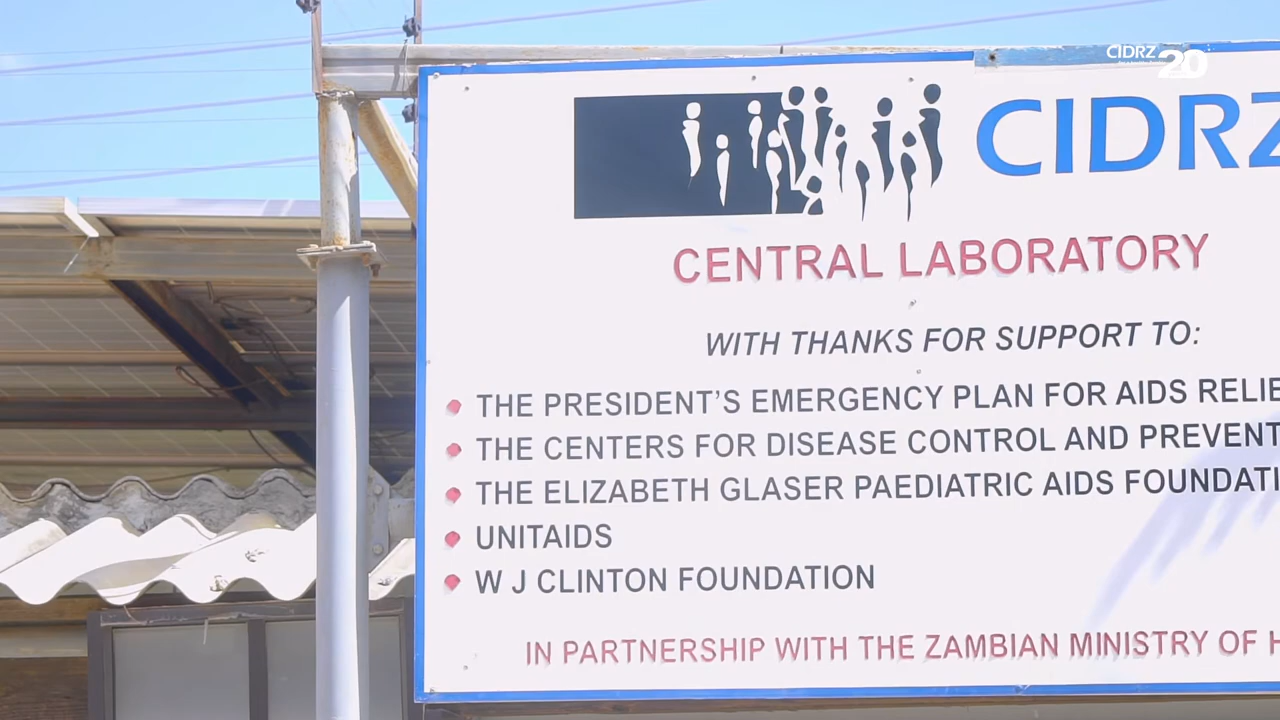 CIDRZ
20
CIDRZ
CENTRAL LABORATORY
WITH THANKS FOR SUPPORT TO:
THE PRESIDENT'S EMERGENCY PLAN FOR AIDS RELIE
THE CENTERS FOR DISEASE CONTROL AND PREVENT
THE ELIZABETH GLASER PAEDIATRIC AIDS FOUNDATI
UNITAIDS
W J CLINTON FOUNDATION
IN PARTNERSHIP WITH THE ZAMBIAN MINISTRY OF H